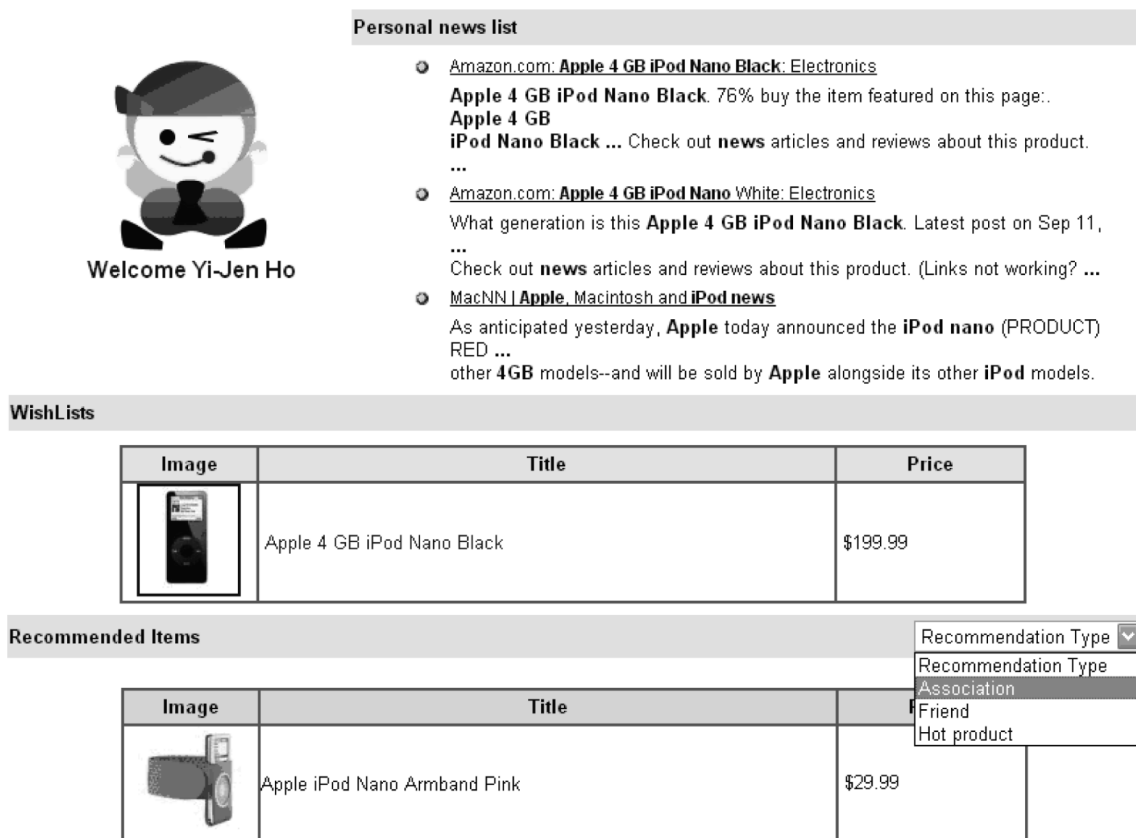 Personal news list
Amazon.com: Apple 4 GB iPod Nano Black: Electronics
Apple 4 GB iPod Nano Black. 76% buy the item featured on this page:.
Apple 4 GB
iPod Nano Black ... Check out news articles and reviews about this product.
...
Amazon.com: Apple 4 GB iPod Nano White: Electronics
What generation is this Apple 4 GB iPod Nano Black. Latest post on Sep 11,
...
Check out news articles and reviews about this product. (Links not working? ...
MacNN | Apple, Macintosh and iPod news
As anticipated yesterday, Apple today announced the iPod nano (PRODUCT)
RED ...
other 4GB models--and will be sold by Apple alongside its other iPod models.
Welcome Yi-Jen Ho
WishLists
Image Title Price
Apple 4 GB iPod Nano Black $199.99
Recommended Items Recommendation Type
Recommendation Type
Association
Friend
Hot product
Image Title
Apple iPod Nano Armband Pink $29.99